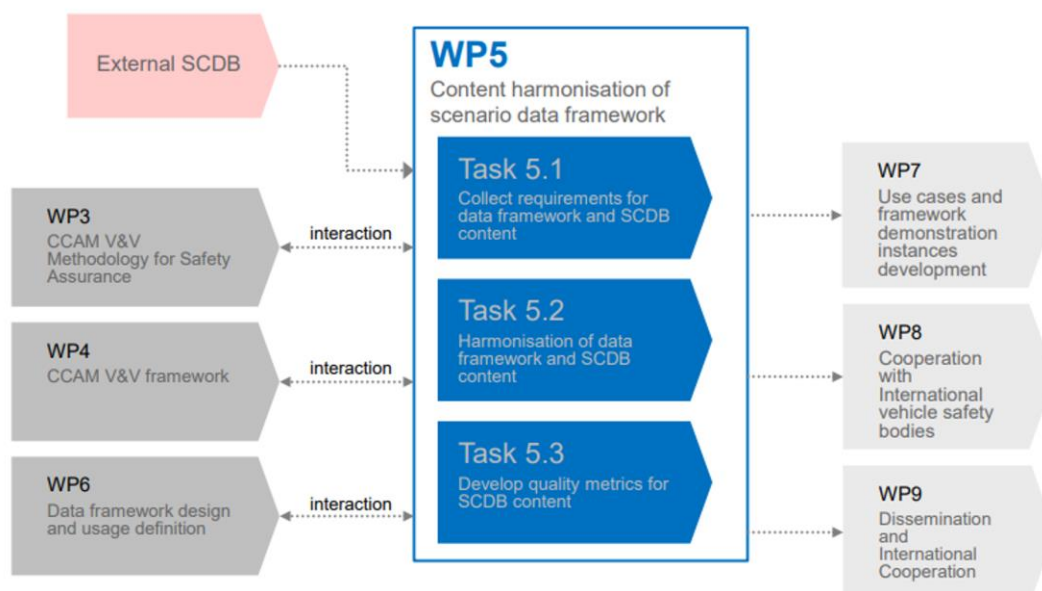 External SCDB
WP3
CCAM V&V
Methodology for Safety
Assurance
interaction
WP4
CCAM V&V framework
interaction
WP6
Data framework design
and usage definition
interaction
WP5
Content harmonisation of
scenario data framework
Task 5.1
Collect requirements for
data framework and SCDB
content
Task 5.2
Harmonisation of data
framework and SCDB
content
Task 5.3
Develop quality metrics for
SCDB content
WP7
Use cases and
framework
demonstration
instances
development
WP8
Cooperation
with
International
vehicle safety
bodies
WP9
Dissemination
and
International
Cooperation